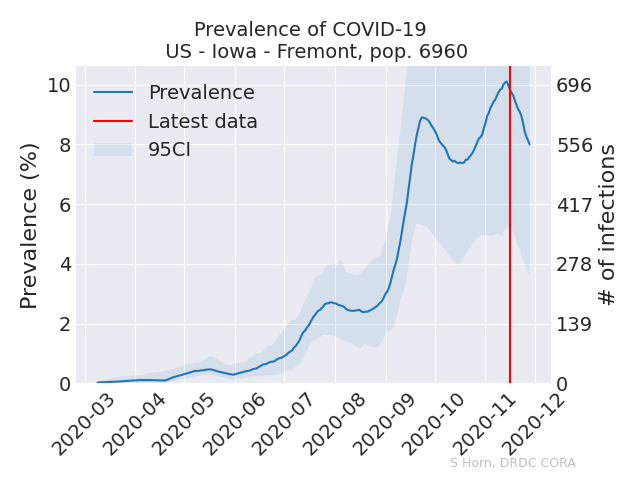 Prevalence of COVID-19
US - Iowa - Fremont, pop. 6960
Prevalence
Latest data
95CI
Prevalence (%)
10
8
6
4
2
0
696
556
417
278
139
0
# of infections
2020-03
2020-04
2020-05
2020-06
2020-07
2020-08
2020-09
2020-10
2020-11
2020-12
S Horn, DRDC CORA